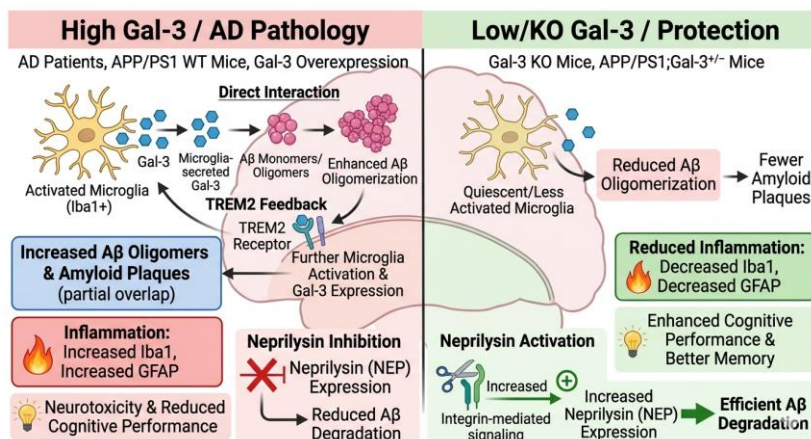 High Gal-3 / AD Pathology
AD Patients, APP/PS1 WT Mice, Gal-3 Overexpression
Direct Interaction
Gal-3
Microglia-
secreted
Gal-3
Aβ Monomers/
Oligomers
Enhanced Aβ
Oligomerization
Activated Microglia
(Iba1+)
TREM2 Feedback
TREM2
Receptor
Further Microglia
Activation &
Gal-3 Expression
Increased Aβ Oligomers
& Amyloid Plaques
(partial overlap)
Inflammation:
Increased Iba1,
Increased GFAP
Neurotoxicity & Reduced
Cognitive Performance
Neprilysin Inhibition
Neprilysin (NEP)
Expression
Reduced Aβ
Degradation
Low/KO Gal-3 / Protection
Gal-3 KO Mice, APP/PS1;Gal-3+/− Mice
Quiescent/Less
Activated Microglia
Reduced Aβ
Oligomerization
Fewer
Amyloid
Plaques
Reduced Inflammation:
Decreased Iba1,
Decreased GFAP
Enhanced Cognitive
Performance &
Better Memory
Neprilysin Activation
Integrin-mediated
signaling
Increased
Increased
Neprilysin (NEP)
Expression
Efficient Aβ
Degradation